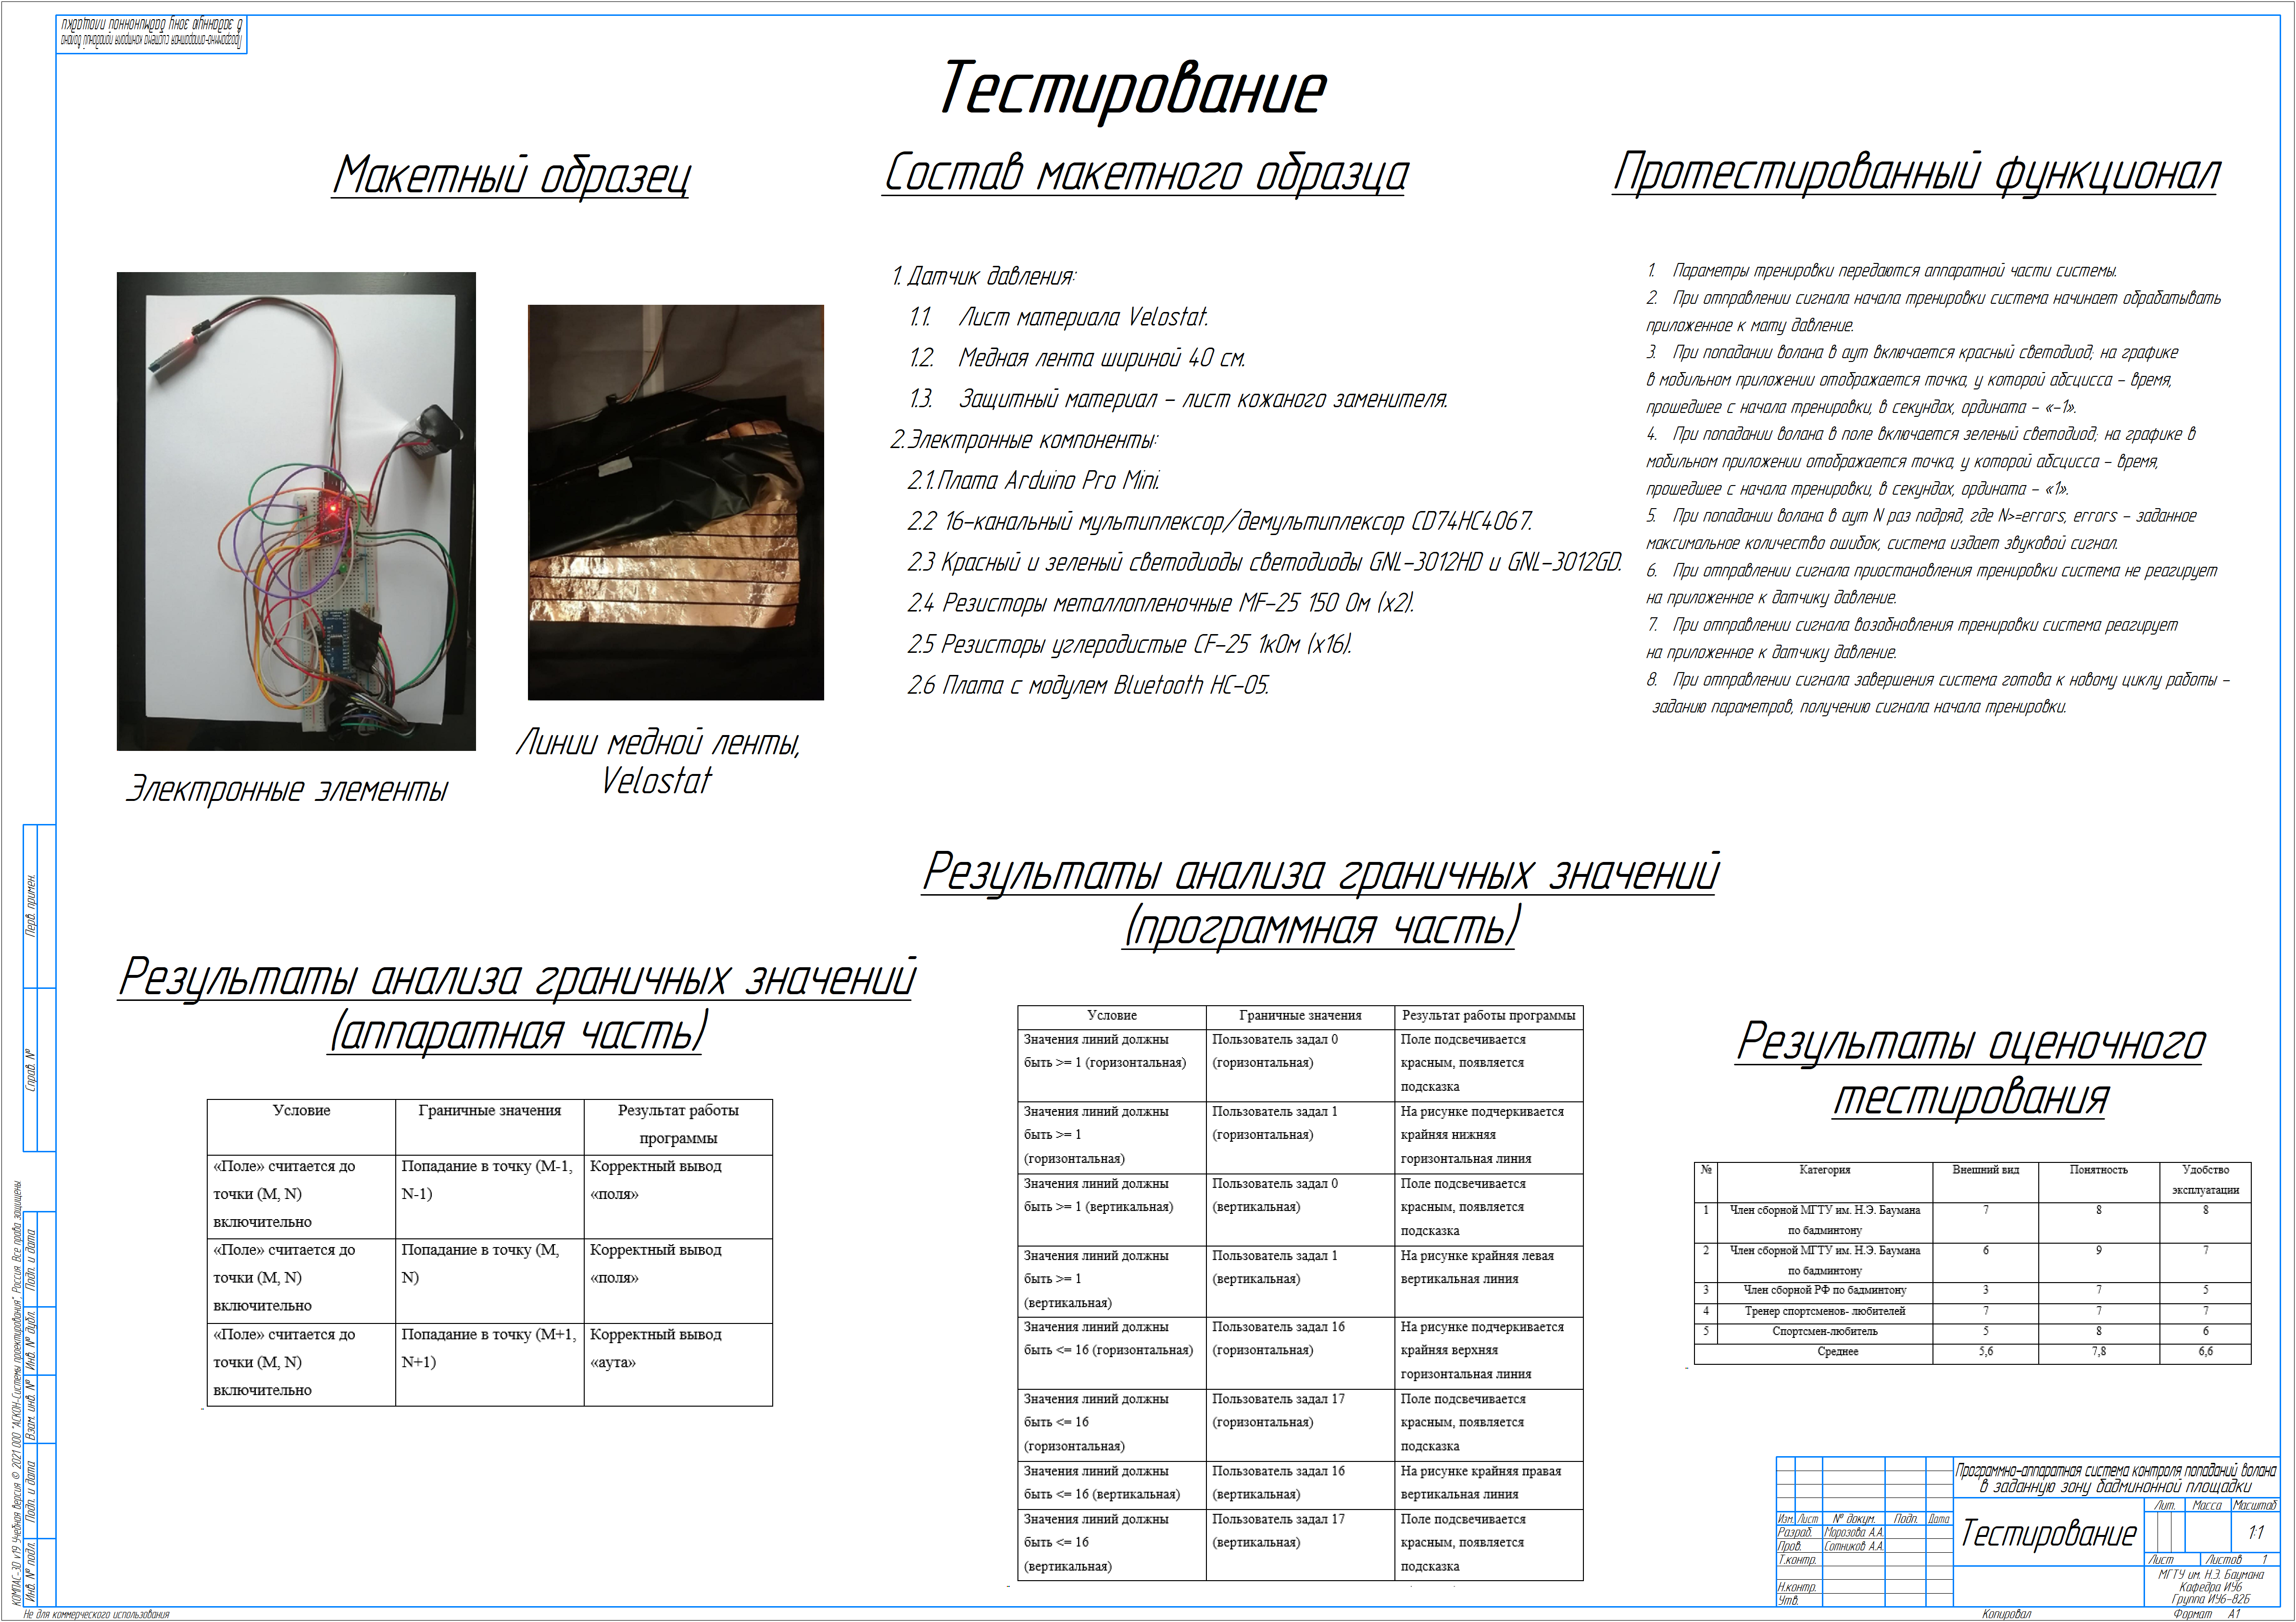 Программно-аппаратная система контроля попаданий волана
в заданную зону бадминонной площадки
Тестирование
Макетный образец
Электронные элементы
Линии медной ленты,
Velostat
Состав макетного образца
1. Датчик давления:
1.1. Лист материала Velostat.
1.2. Медная лента шириной 40 см.
1.3. Защитный материал – лист кожаного заменителя.
2.Электронные компоненты:
2.1.Плата Arduino Pro Mini.
2.2 16-канальный мультиплексор/демультиплексор CD74HC4067.
2.3 Красный и зеленый светодиоды светодиоды GNL-3012HD и GNL-3012GD.
2.4 Резисторы металлопленочные MF-25 150 Ом (x2).
2.5 Резисторы углеродистые CF-25 1кОм (x16).
2.6 Плата с модулем Bluetooth HC-05.
Протестированный функционал
1. Параметры тренировки передаются аппаратной части системы.
2. При отправлении сигнала начала тренировки система начинает обрабатывать
приложенное к мату давление.
3. При попадании волана в аут включается красный светодиод; на графике
в мобильном приложении отображается точка, у которой абсцисса – время,
прошедшее с начала тренировки, в секундах, ордината – «-1».
4. При попадании волана в поле включается зеленый светодиод; на графике в
мобильном приложении отображается точка, у которой абсцисса – время,
прошедшее с начала тренировки, в секундах, ордината – «1».
5. При попадании волана в аут N раз подряд, где N>=errors, errors – заданное
максимальное количество ошибок, система издает звуковой сигнал.
6. При отправлении сигнала приостановления тренировки система не реагирует
на приложенное к датчику давление.
7. При отправлении сигнала возобновления тренировки система реагирует
на приложенное к датчику давление.
8. При отправлении сигнала завершения система готова к новому циклу работы –
заданию параметров, получению сигнала начала тренировки.
Результаты анализа граничных значений
(аппаратная часть)
Условие Граничные значения Результат работы
программы
«Поле» считается до Попадание в точку (M-1, Корректный вывод
точки (M, N) N-1) «поля»
включительно
«Поле» считается до Попадание в точку (M, Корректный вывод
точки (M, N) N) «поля»
включительно
«Поле» считается до Попадание в точку (M+1, Корректный вывод
точки (M, N) N+1) «аута»
включительно
Результаты анализа граничных значений
(программная часть)
Условие Граничные значения Результат работы программы
Значения линий должны Пользователь задал 0 Поле подсвечивается
быть >= 1 (горизонтальная) (горизонтальная) красным, появляется
подсказка
Значения линий должны Пользователь задал 1 На рисунке подчеркивается
быть >= 1 (горизонтальная) крайняя нижняя
(горизонтальная) горизонтальная линия
Значения линий должны Пользователь задал 0 Поле подсвечивается
быть >= 1 (вертикальная) (вертикальная) красным, появляется
подсказка
Значения линий должны Пользователь задал 1 На рисунке крайняя левая
быть >= 1 (вертикальная) вертикальная линия
(вертикальная)
Значения линий должны Пользователь задал 16 На рисунке подчеркивается
быть <= 16 (горизонтальная) (горизонтальная) крайняя верхняя
горизонтальная линия
Значения линий должны Пользователь задал 17 Поле подсвечивается
быть <= 16 (горизонтальная) красным, появляется
(горизонтальная) подсказка
Значения линий должны Пользователь задал 16 На рисунке крайняя правая
быть <= 16 (вертикальная) (вертикальная) вертикальная линия
Значения линий должны Пользователь задал 17 Поле подсвечивается
быть <= 16 (вертикальная) красным, появляется
(вертикальная) подсказка
Результаты оценочного
тестирования
№ Категория Внешний вид Понятность Удобство
эксплуатации
1 Член сборной МГТУ им. Н.Э. Баумана 7 8 8
по бадминтону
2 Член сборной МГТУ им. Н.Э. Баумана 6 9 7
по бадминтону
3 Член сборной РФ по бадминтону 3 7 5
4 Тренер спортсменов- любителей 7 7 7
5 Спортсмен-любитель 5 8 6
Среднее 5,6 7,8 6,6
Перв. примен.
Справ. №
Подп. и дата
Инв. № дубл.
Взам. инв. №
Подп. и дата
Инв. № подл.
КОМПАС-3D v19 Учебная версия © 2021 ООО "АСКОН-Системы проектирования", Россия. Все права защищены
Не для коммерческого использования
Программно-аппаратная система контроля попаданий волана
в заданную зону бадминонной площадки
Лит. Масса Масштаб
Изм. Лист № докум. Подп. Дата
Разраб. Морозова А.А.
Пров. Сотников А.А.
Т.контр.
Н.контр.
Утв.
Тестирование
1:1
Лист Листов 1
МГТУ им. Н.Э. Баумана
Кафедра ИУ6
Группа ИУ6-82Б
Копировал Формат А1